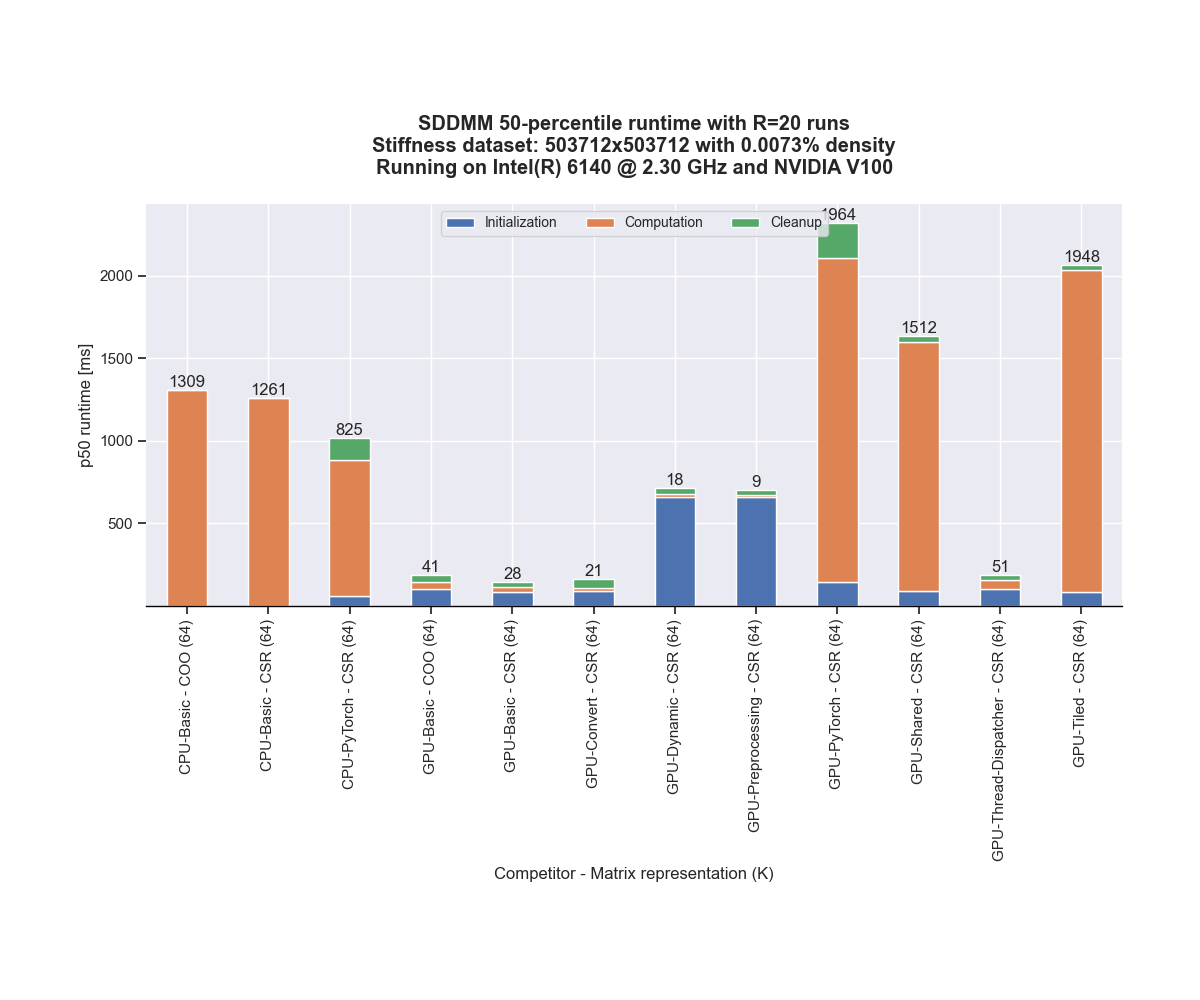 SDDMM 50-percentile runtime with R=20 runs
Stiffness dataset: 503712x503712 with 0.0073% density
Running on Intel(R) 6140 @ 2.30 GHz and NVIDIA V100
Initialization
Computation
Cleanup
1964
1948
1512
1309
1261
825
41
28
21
18
9
51
p50 runtime [ms]
2000
1500
1000
500
CPU-Basic - COO (64)
CPU-Basic - CSR (64)
CPU-PyTorch - CSR (64)
GPU-Basic - COO (64)
GPU-Basic - CSR (64)
GPU-Convert - CSR (64)
GPU-Dynamic - CSR (64)
GPU-Preprocessing - CSR (64)
GPU-PyTorch - CSR (64)
GPU-Shared - CSR (64)
GPU-Thread-Dispatcher - CSR (64)
GPU-Tiled - CSR (64)
Competitor - Matrix representation (K)